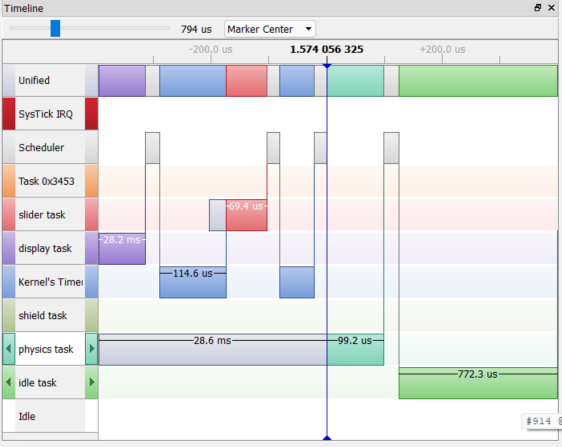 Timeline
794 us
Marker Center
-200.0 us
1.574 056 325
+200.0 us
Unified
SysTick IRQ
Scheduler
Task 0x3453
slider task
69.4 us
display task
28.2 ms
Kernel's Time
114.6 us
shield task
physics task
28.6 ms
99.2 us
idle task
772.3 us
Idle
#914